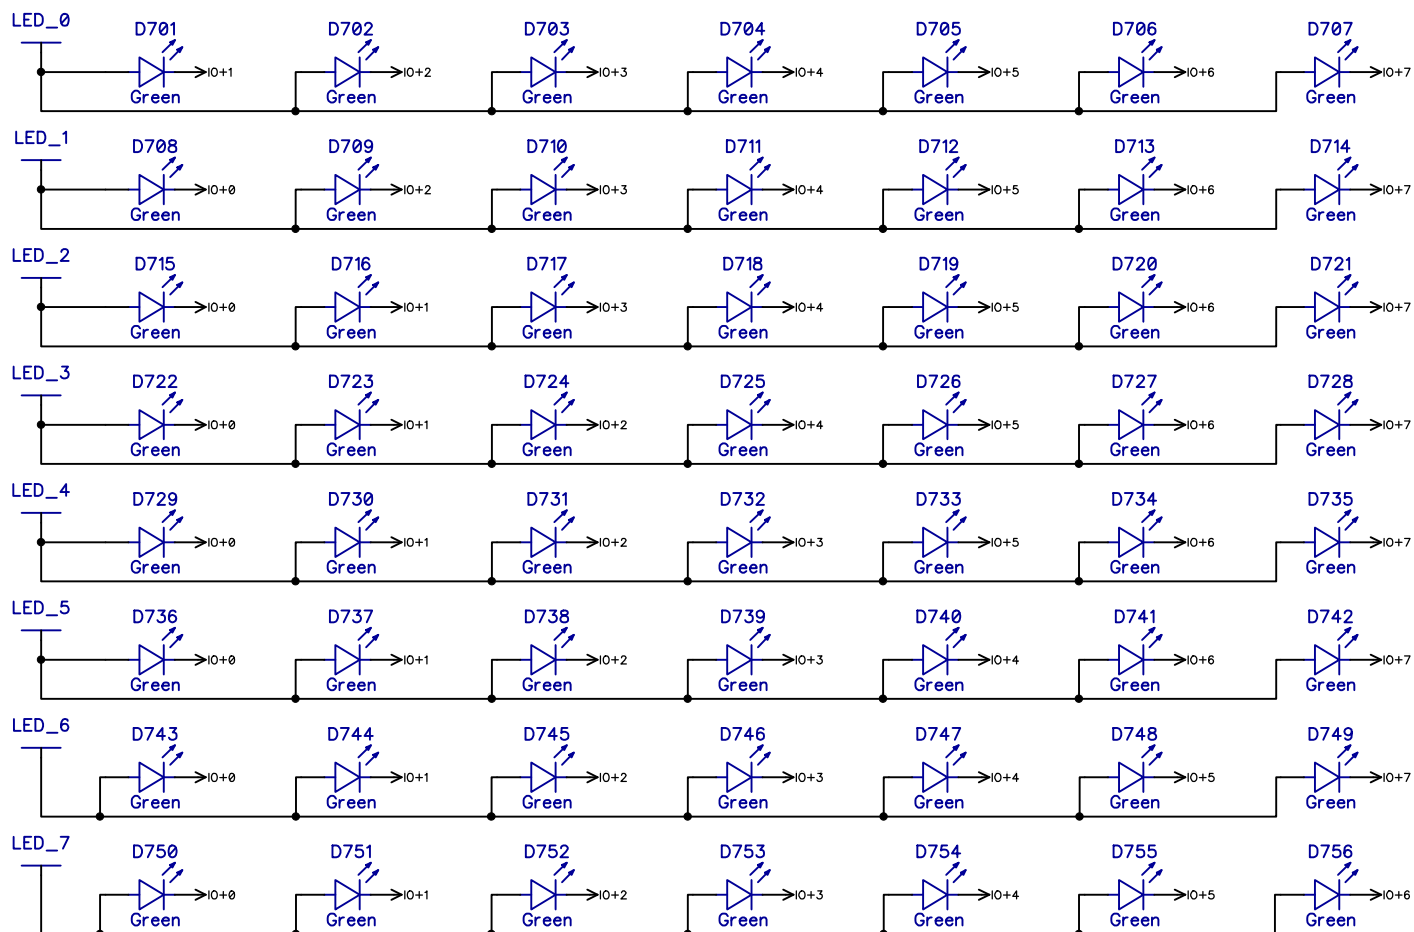 LED_0
D701 D702 D703 D704 D705 D706 D707
IO+1 IO+2 IO+3 IO+4 IO+5 IO+6 IO+7
Green Green Green Green Green Green Green
LED_1
D708 D709 D710 D711 D712 D713 D714
IO+0 IO+2 IO+3 IO+4 IO+5 IO+6 IO+7
Green Green Green Green Green Green Green
LED_2
D715 D716 D717 D718 D719 D720 D721
IO+0 IO+1 IO+3 IO+4 IO+5 IO+6 IO+7
Green Green Green Green Green Green Green
LED_3
D722 D723 D724 D725 D726 D727 D728
IO+0 IO+1 IO+2 IO+4 IO+5 IO+6 IO+7
Green Green Green Green Green Green Green
LED_4
D729 D730 D731 D732 D733 D734 D735
IO+0 IO+1 IO+2 IO+3 IO+5 IO+6 IO+7
Green Green Green Green Green Green Green
LED_5
D736 D737 D738 D739 D740 D741 D742
IO+0 IO+1 IO+2 IO+3 IO+4 IO+6 IO+7
Green Green Green Green Green Green Green
LED_6
D743 D744 D745 D746 D747 D748 D749
IO+0 IO+1 IO+2 IO+3 IO+4 IO+5 IO+7
Green Green Green Green Green Green Green
LED_7
D750 D751 D752 D753 D754 D755 D756
IO+0 IO+1 IO+2 IO+3 IO+4 IO+5 IO+6
Green Green Green Green Green Green Green